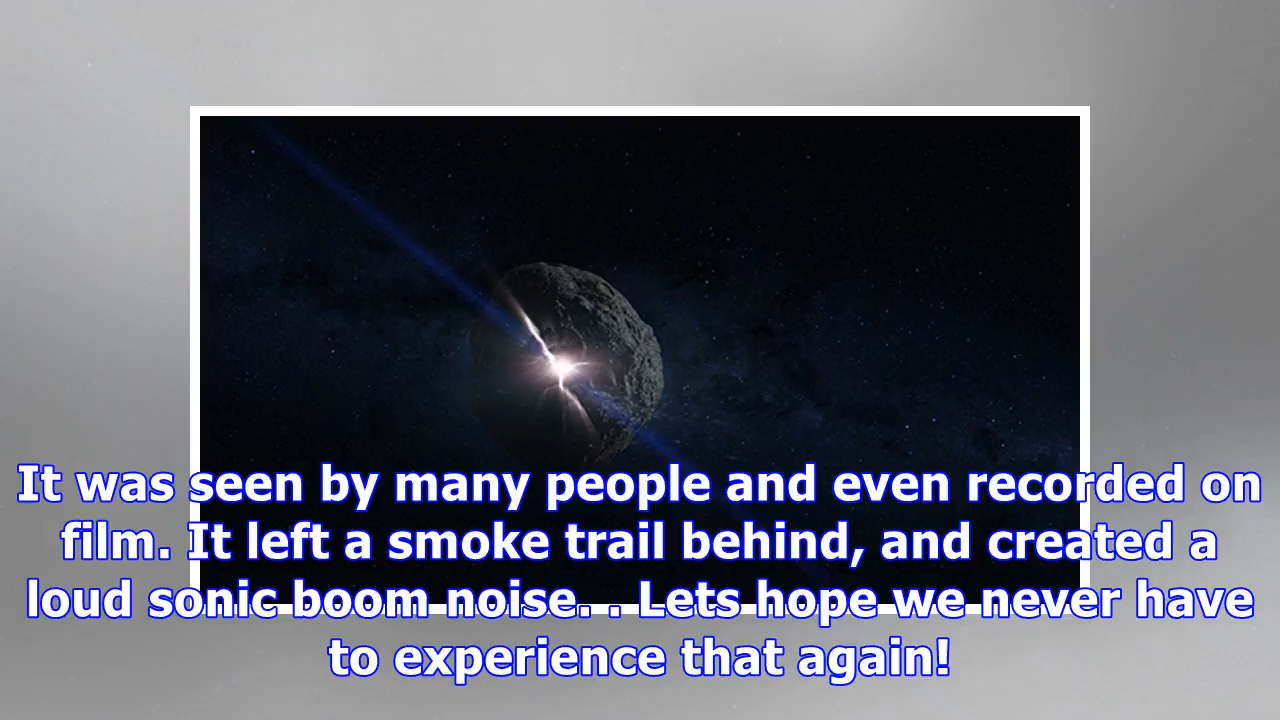 It was seen by many people and even recorded on
film. It left a smoke trail behind, and created a
loud sonic boom noise. . Lets hope we never have
to experience that again!